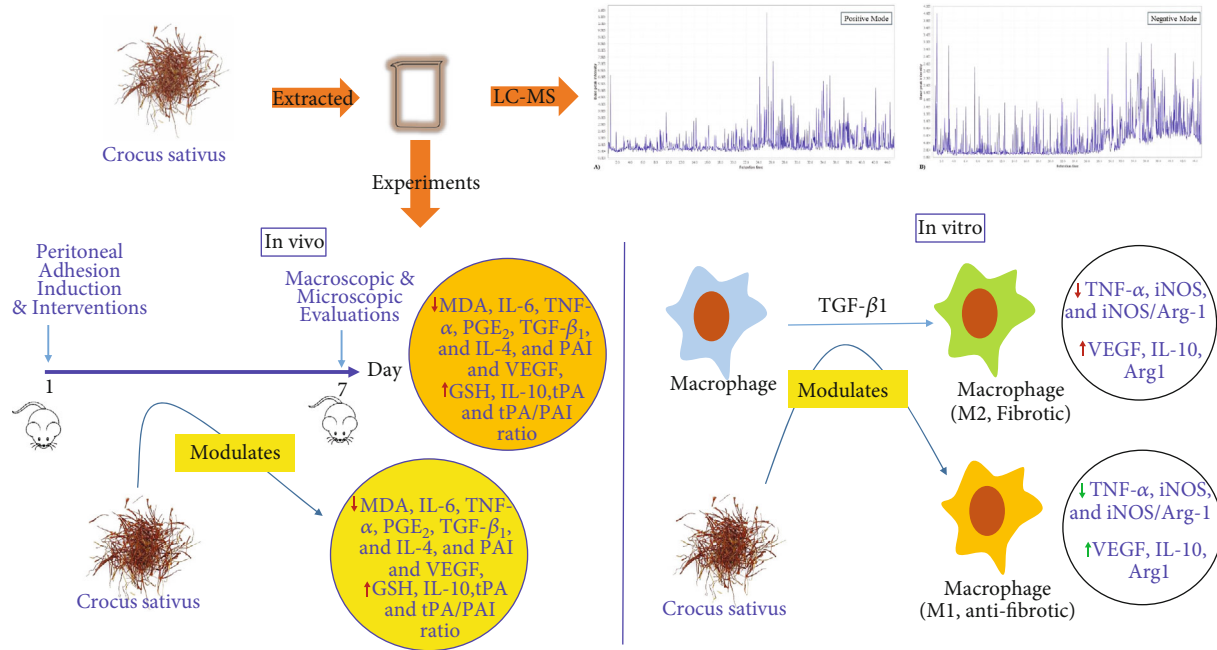 Positive Mode
Negative Mode
Extracted
LC-MS
Crocus sativus
A)
B)
Experiments
In vivo
Peritoneal
Adhesion
Induction
& Interventions
Macroscopic &
Microscopic
Evaluations
1
7
Day
↓MDA, IL-6, TNF-
α, PGE₂, TGF-β₁,
and IL-4, and PAI
and VEGF,
↑GSH, IL-10,tPA
and tPA/PAI
ratio
Modulates
Crocus sativus
↓MDA, IL-6, TNF-
α, PGE₂, TGF-β₁,
and IL-4, and PAI
and VEGF,
↑GSH, IL-10,tPA
and tPA/PAI
ratio
In vitro
Macrophage
TGF-β1
Macrophage
(M2, Fibrotic)
↓TNF-α, iNOS,
and iNOS/Arg-1
↑VEGF, IL-10,
Arg1
Modulates
Crocus sativus
Macrophage
(M1, anti-fibrotic)
↓TNF-α, iNOS,
and iNOS/Arg-1
↑VEGF, IL-10,
Arg1